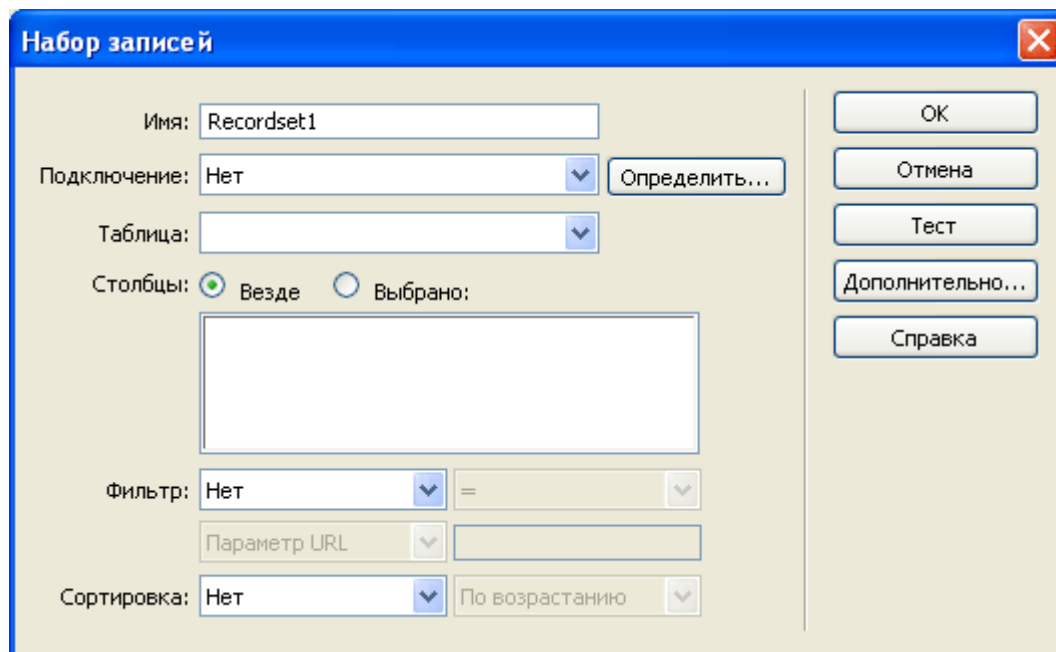 Набор записей
Имя: Recordset1
Подключение: Нет Определить...
Таблица:
Столбцы: Везде Выбрано:
Фильтр: Нет =
Параметр URL
Сортировка: Нет По возрастанию
OK
Отмена
Тест
Дополнительно...
Справка